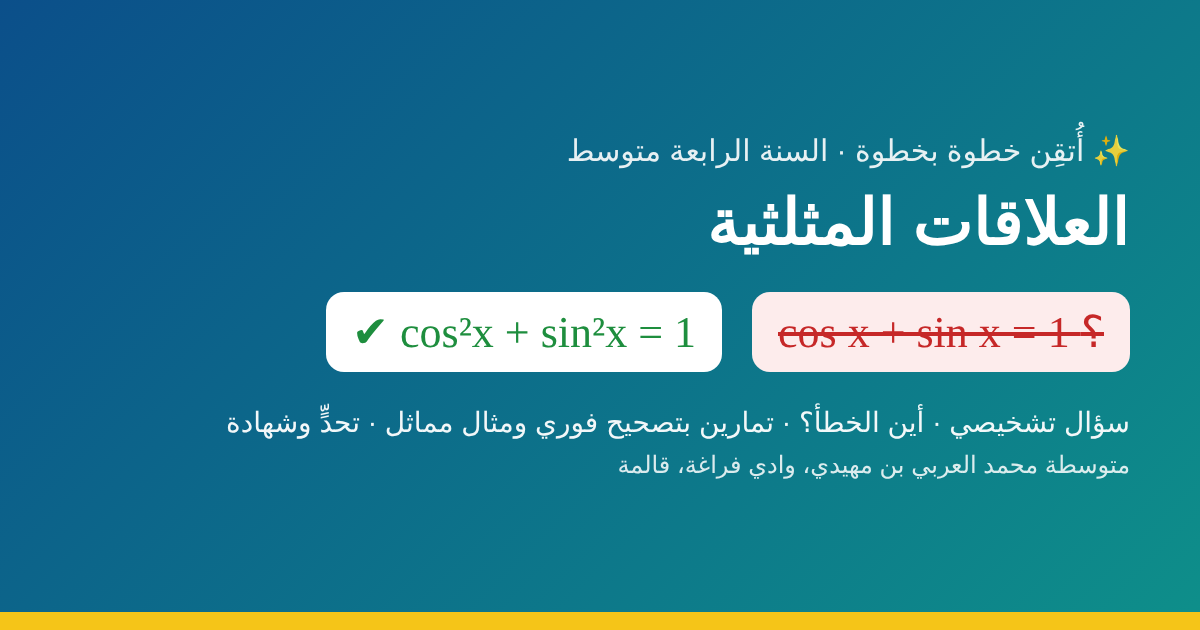 ✨ أُتقِن خطوة بخطوة · السنة الرابعة متوسط
العلاقات المثلثية
cos x + sin x = 1 ؟
✔ cos²x + sin²x = 1
سؤال تشخيصي · أين الخطأ؟ · تمارين بتصحيح فوري ومثال مماثل · تحدٍّ وشهادة
متوسطة محمد العربي بن مهيدي، وادي فراغة، قالمة